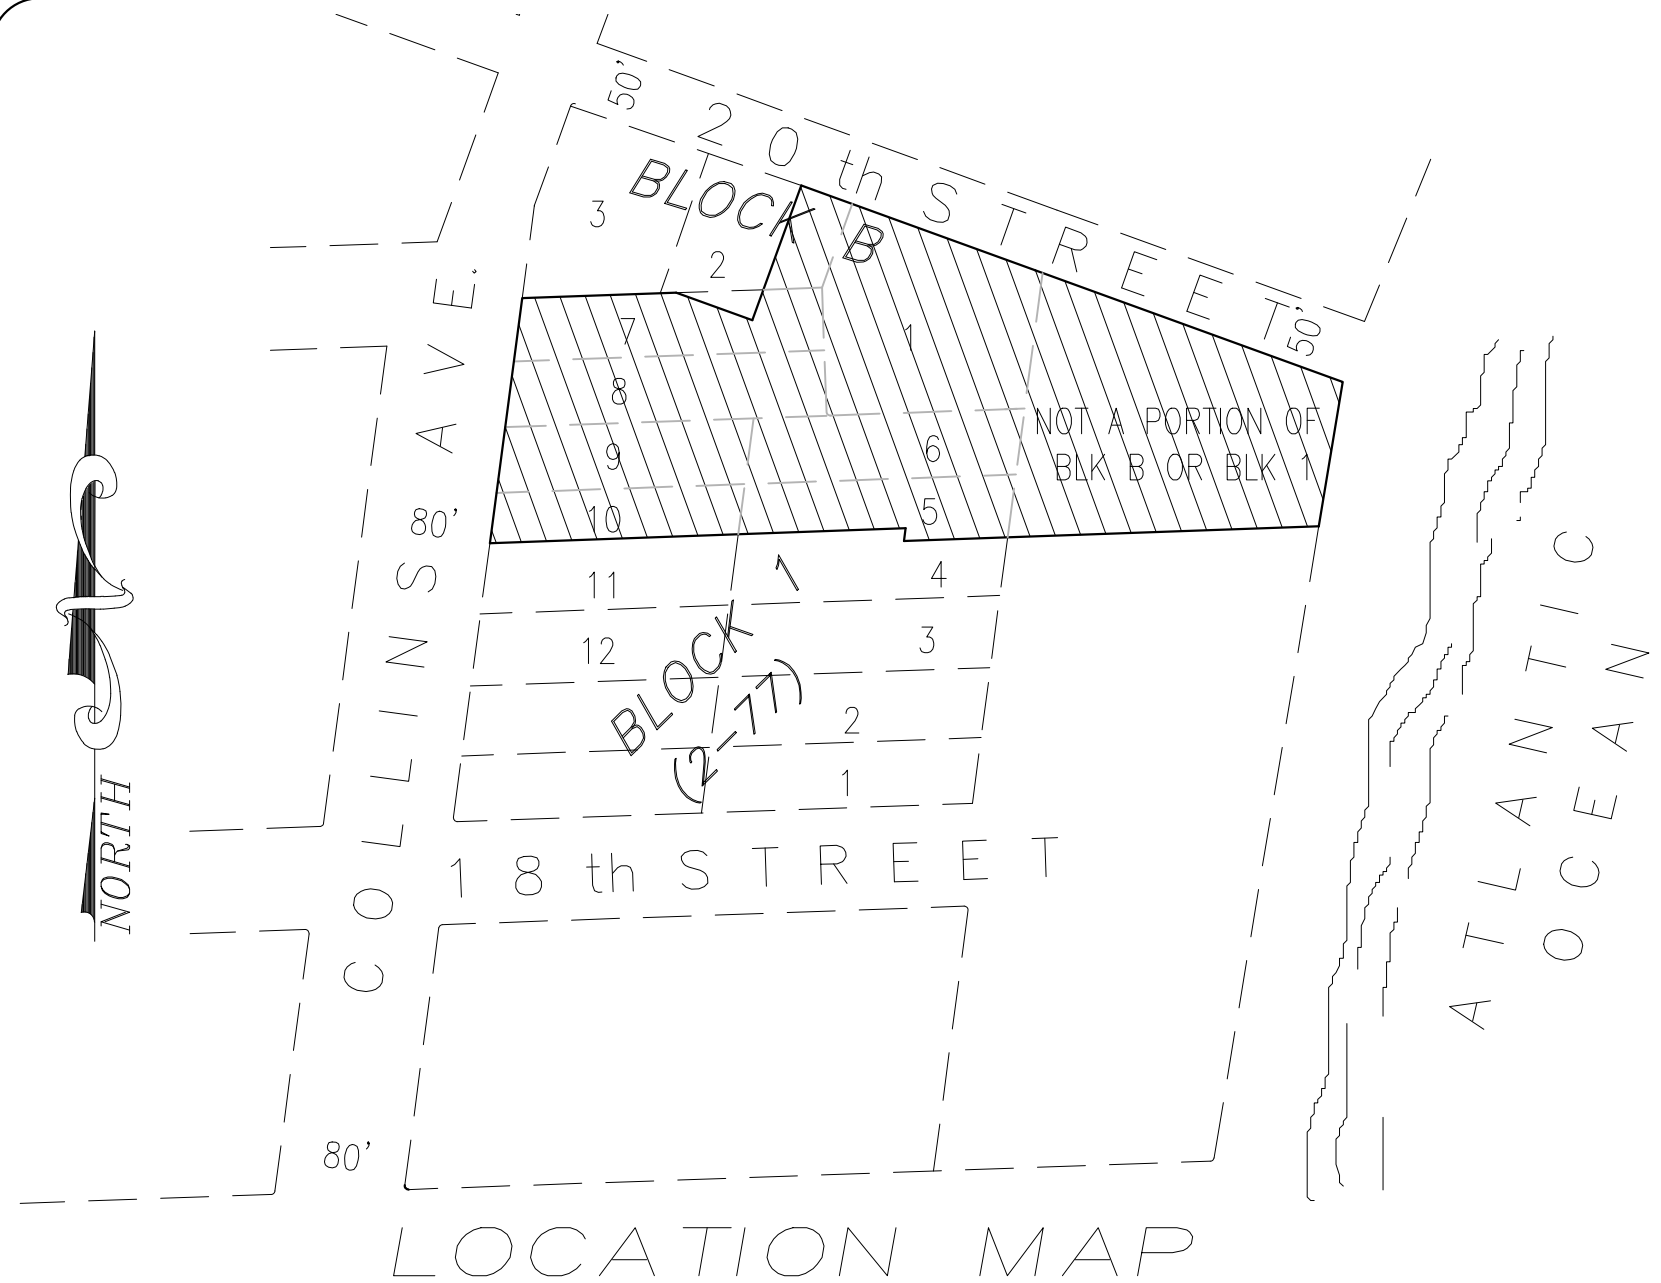 50'
20th STREET
BLOCK B
3
2
7
1
50'
8
NOT A PORTION OF
BLK B OR BLK 1
6
9
5
10
80'
COLLINS AVE.
11
4
BLOCK 1
(2-77)
12
3
2
1
18th STREET
NORTH
ATLANTIC
OCEAN
80'
LOCATION MAP